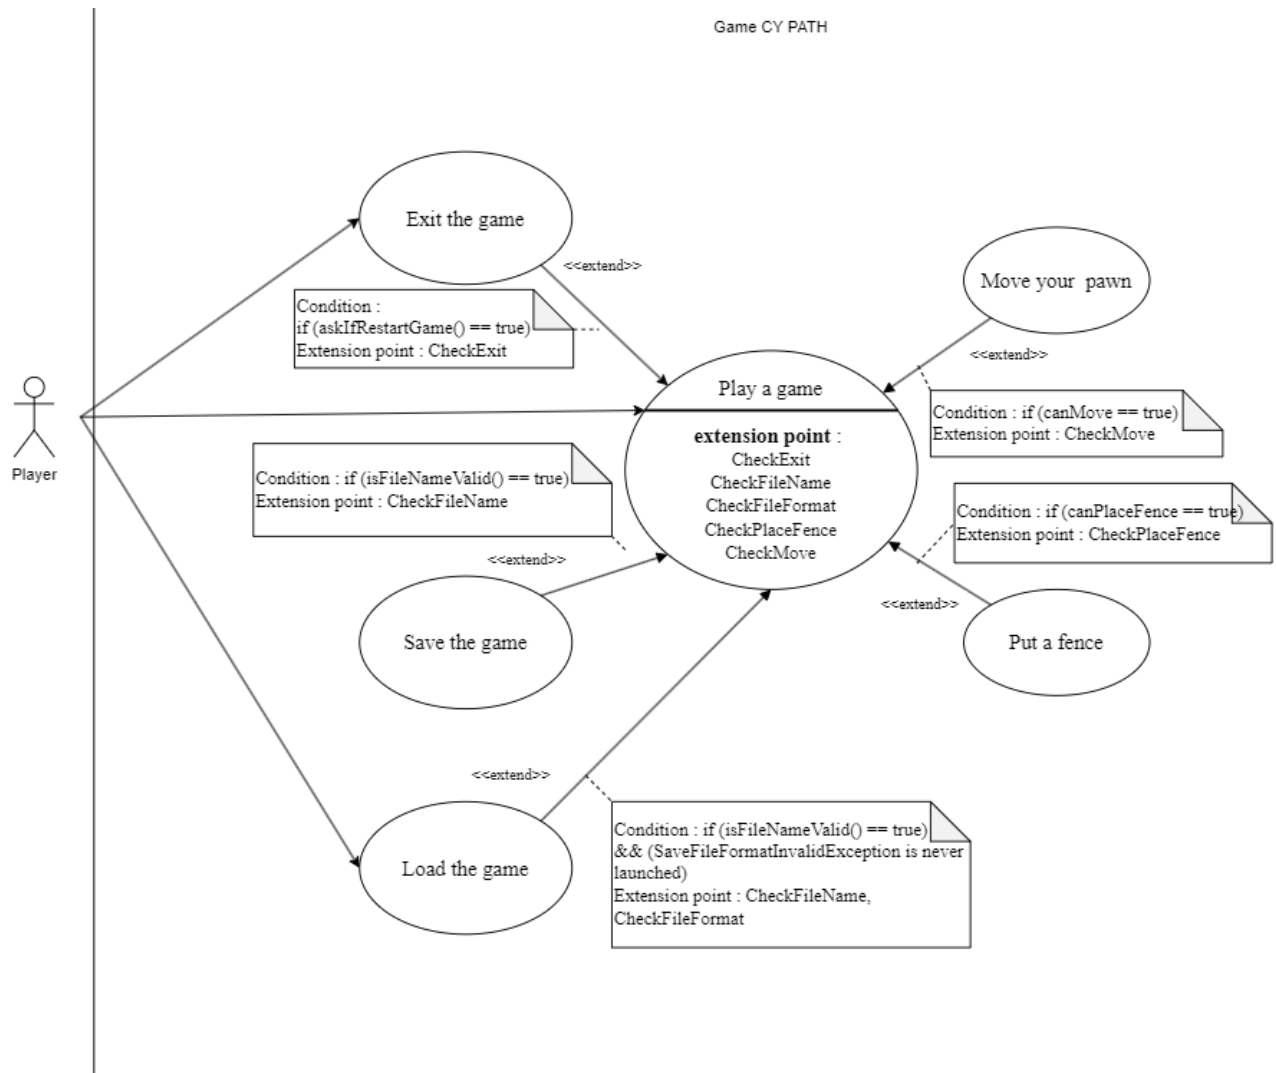 Game CY PATH
Exit the game
<<extend>>
Condition :
if (askIfRestartGame() == true)
Extension point : CheckExit
Move your pawn
<<extend>>
Condition : if (canMove == true)
Extension point : CheckMove
Play a game
extension point :
CheckExit
CheckFileName
CheckFileFormat
CheckPlaceFence
CheckMove
Player
Condition : if (isFileNameValid() == true)
Extension point : CheckFileName
<<extend>>
Save the game
Condition : if (canPlaceFence == true)
Extension point : CheckPlaceFence
<<extend>>
Put a fence
<<extend>>
Load the game
Condition : if (isFileNameValid() == true)
&& (SaveFileFormatInvalidException is never
launched)
Extension point : CheckFileName,
CheckFileFormat